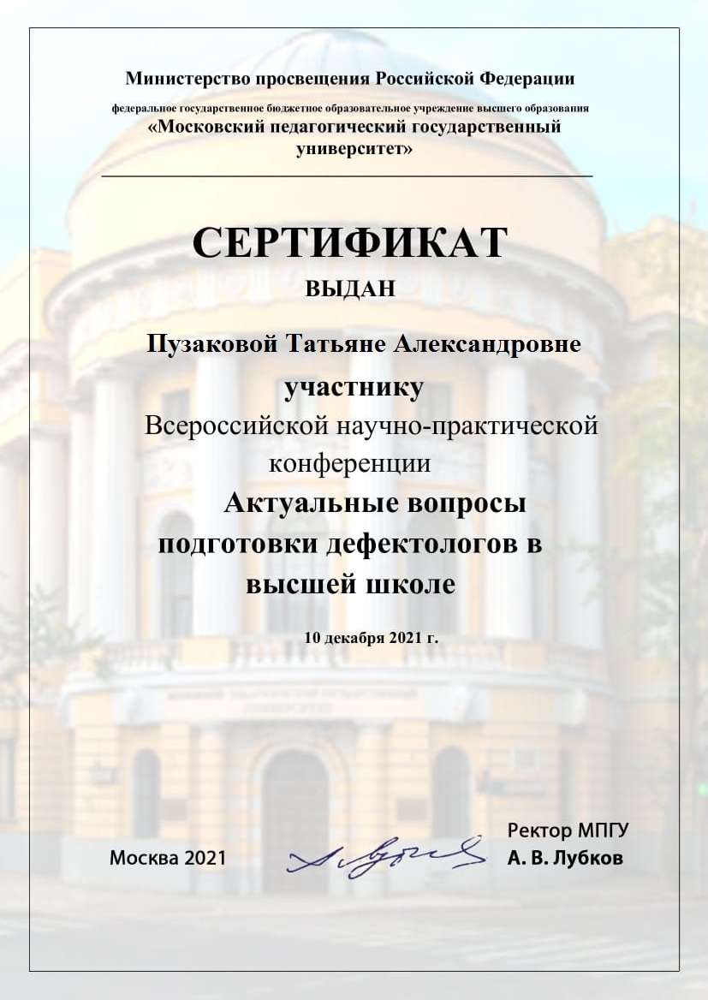 Министерство просвещения Российской Федерации
федеральное государственное бюджетное образовательное учреждение высшего образования
«Московский педагогический государственный
университет»
СЕРТИФИКАТ
ВЫДАН
Пузаковой Татьяне Александровне
участнику
Всероссийской научно-практической
конференции
Актуальные вопросы
подготовки дефектологов в
высшей школе
10 декабря 2021 г.
Ректор МПГУ
Москва 2021
А. В. Лубков